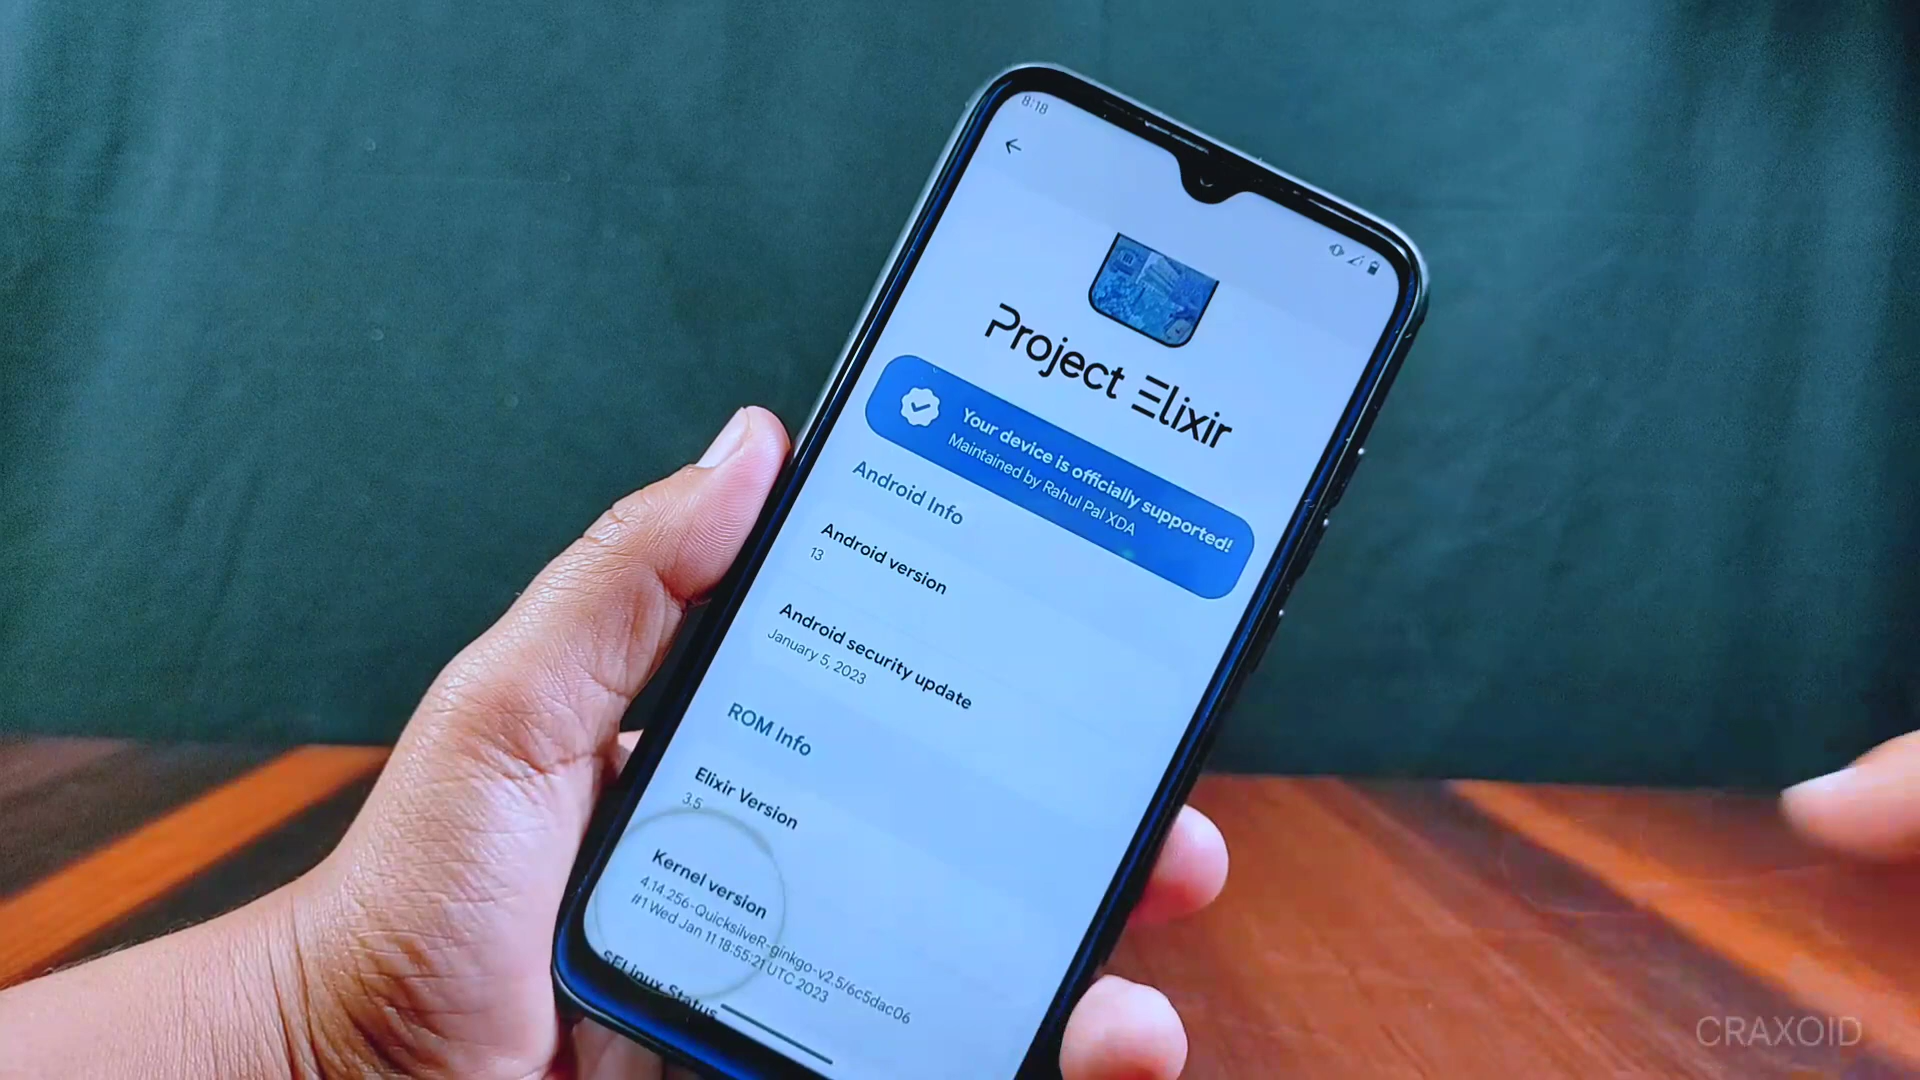 8:18
Project Elixir
Your device is officially supported!
Maintained by Rahul Pal XDA
Android Info
Android version
13
Android security update
January 5, 2023
ROM Info
Elixir Version
3.5
Kernel version
4.14.256-QuicksilveR-ginkgo-v2.5/6c5dac06
#1 Wed Jan 11 18:55:21 UTC 2023
SELinux Status
CRAXOID